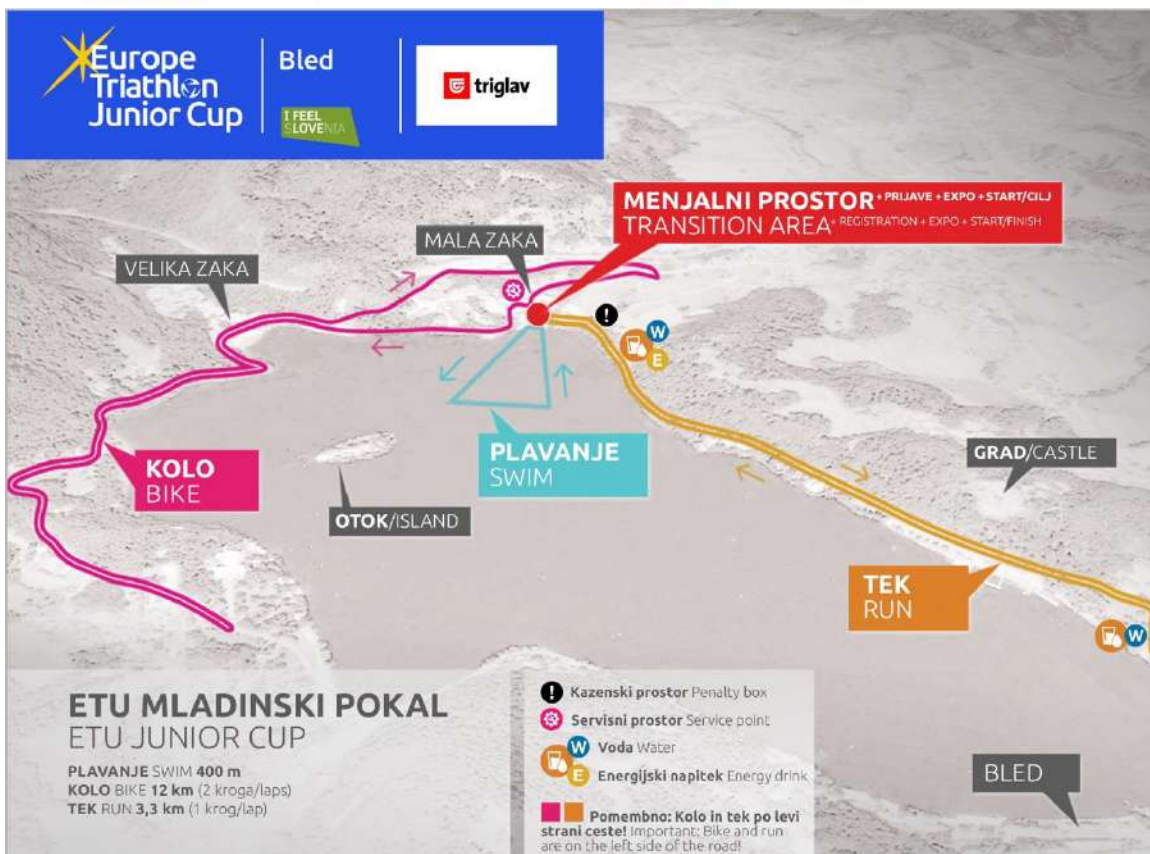 Europe
Triathlon
Junior Cup
Bled
I FEEL
SLOVENIA
triglav
MENJALNI PROSTOR + PRIJAVE + EXPO + START/CILJ
TRANSITION AREA + REGISTRATION + EXPO + START/FINISH
MALA ZAKA
VELIKA ZAKA
!
W
E
KOLO
BIKE
PLAVANJE
SWIM
OTOK/ISLAND
GRAD/CASTLE
TEK
RUN
W
ETU MLADINSKI POKAL
ETU JUNIOR CUP
PLAVANJE SWIM 400 m
KOLO BIKE 12 km (2 kroga/laps)
TEK RUN 3,3 km (1 krog/lap)
! Kazenski prostor Penalty box
Servisni prostor Service point
W Voda Water
E Energijski napitek Energy drink
Pomembno: Kolo in tek po levi
strani ceste! Important: Bike and run
are on the left side of the road!
BLED